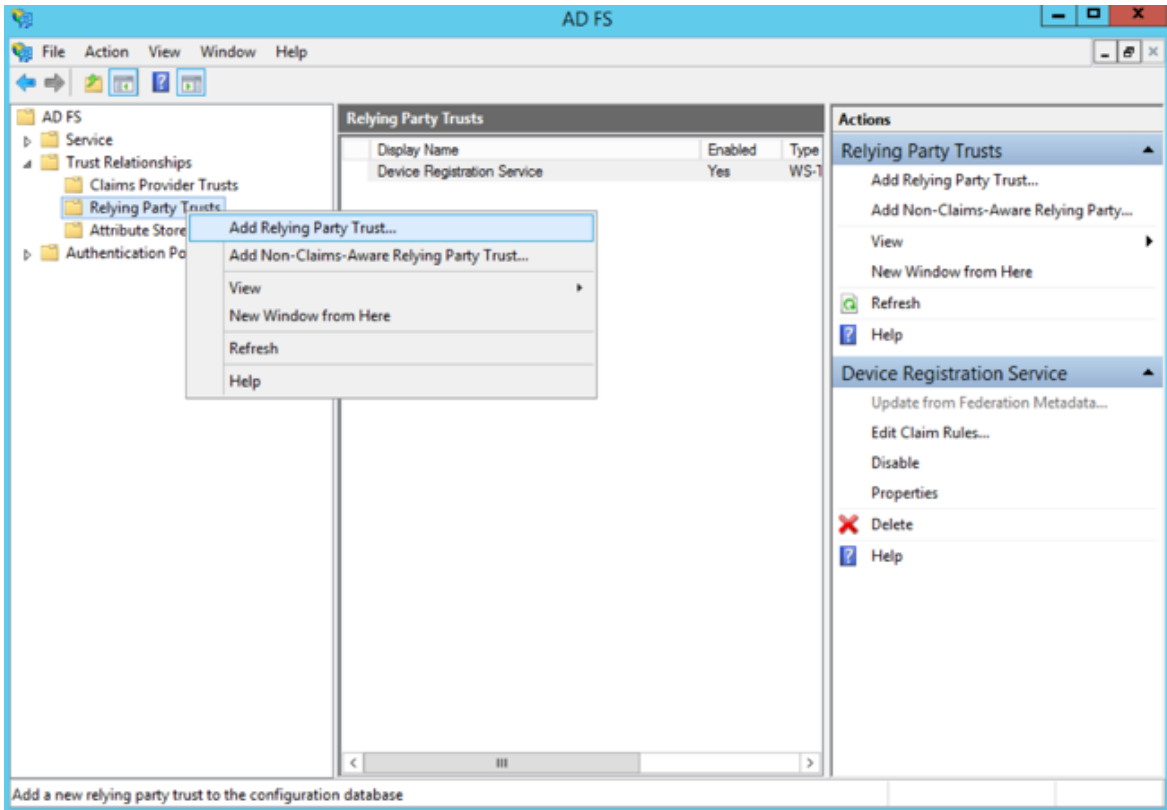 AD FS
File Action View Window Help
AD FS
Service
Trust Relationships
Claims Provider Trusts
Relying Party Trusts
Attribute Store
Authentication Po
Relying Party Trusts
Display Name Enabled Type
Device Registration Service Yes WS-T
Add Relying Party Trust...
Add Non-Claims-Aware Relying Party Trust...
View
New Window from Here
Refresh
Help
Actions
Relying Party Trusts
Add Relying Party Trust...
Add Non-Claims-Aware Relying Party...
View
New Window from Here
Refresh
Help
Device Registration Service
Update from Federation Metadata...
Edit Claim Rules...
Disable
Properties
Delete
Help
Add a new relying party trust to the configuration database